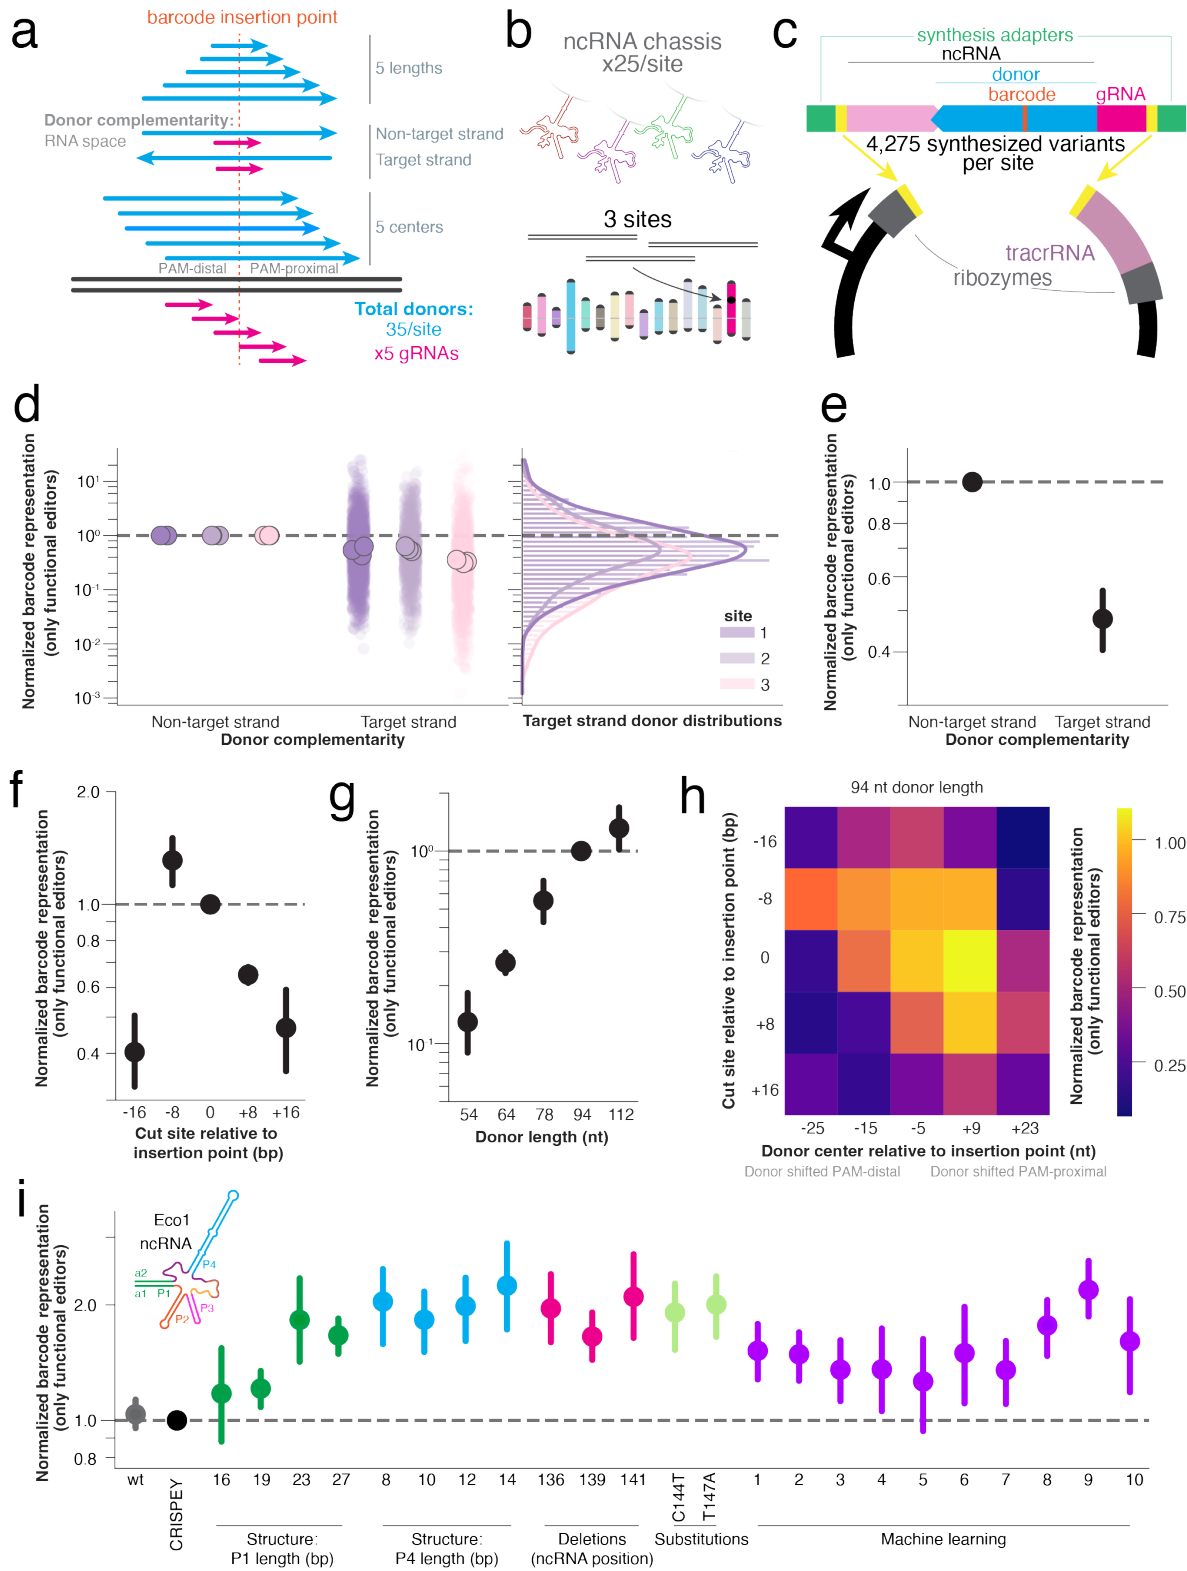 a
barcode insertion point
5 lengths
Donor complementarity:
RNA space
Non-target strand
Target strand
5 centers
PAM-distal
PAM-proximal
Total donors:
35/site
x5 gRNAs
b
ncRNA chassis
x25/site
3 sites
c
synthesis adapters
ncRNA
donor
barcode
gRNA
4,275 synthesized variants
per site
tracrRNA
ribozymes
d
Normalized barcode representation
(only functional editors)
10¹
10⁰
10⁻¹
10⁻²
10⁻³
Non-target strand
Target strand
Donor complementarity
site
1
2
3
Target strand donor distributions
e
Normalized barcode representation
(only functional editors)
1.0
0.8
0.6
0.4
Non-target strand
Target strand
Donor complementarity
f
Normalized barcode representation
(only functional editors)
2.0
1.0
0.8
0.6
0.4
-16 -8 0 +8 +16
Cut site relative to
insertion point (bp)
g
Normalized barcode representation
(only functional editors)
10⁰
10⁻¹
54 64 78 94 112
Donor length (nt)
h
94 nt donor length
Cut site relative to insertion point (bp)
-16
-8
0
+8
+16
-25 -15 -5 +9 +23
Donor center relative to insertion point (nt)
Donor shifted PAM-distal
Donor shifted PAM-proximal
Normalized barcode representation
(only functional editors)
1.00
0.75
0.50
0.25
i
Normalized barcode representation
(only functional editors)
2.0
1.0
0.8
Eco1
ncRNA
a2
a1
P1
P2
P3
P4
wt
CRISPEY
16 19 23 27
Structure:
P1 length (bp)
8 10 12 14
Structure:
P4 length (bp)
136 139 141
Deletions
(ncRNA position)
C144T
T147A
Substitutions
1 2 3 4 5 6 7 8 9 10
Machine learning